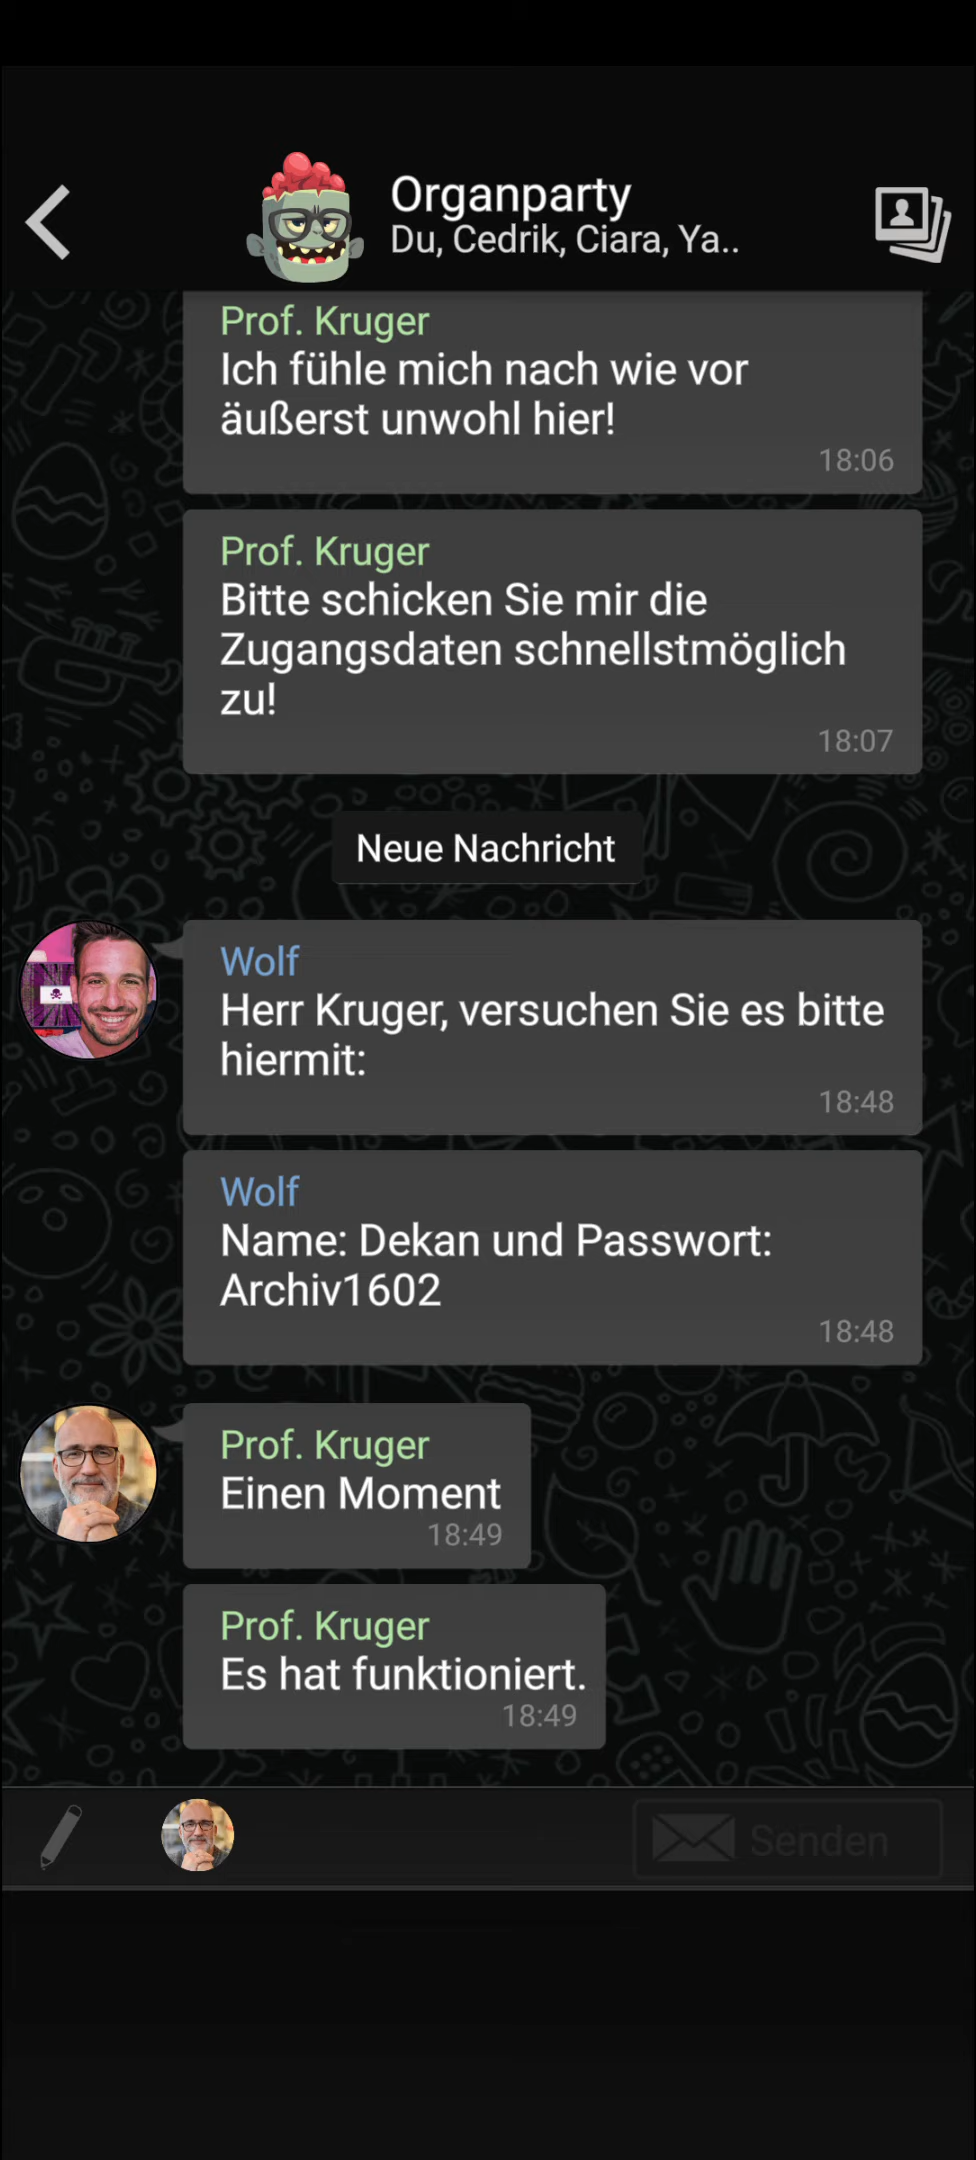 Organparty
Du, Cedrik, Ciara, Ya..
Prof. Kruger
Ich fühle mich nach wie vor
äußerst unwohl hier!
18:06
Prof. Kruger
Bitte schicken Sie mir die
Zugangsdaten schnellstmöglich
zu!
18:07
Neue Nachricht
Wolf
Herr Kruger, versuchen Sie es bitte
hiermit:
18:48
Wolf
Name: Dekan und Passwort:
Archiv1602
18:48
Prof. Kruger
Einen Moment
18:49
Prof. Kruger
Es hat funktioniert.
18:49
Senden